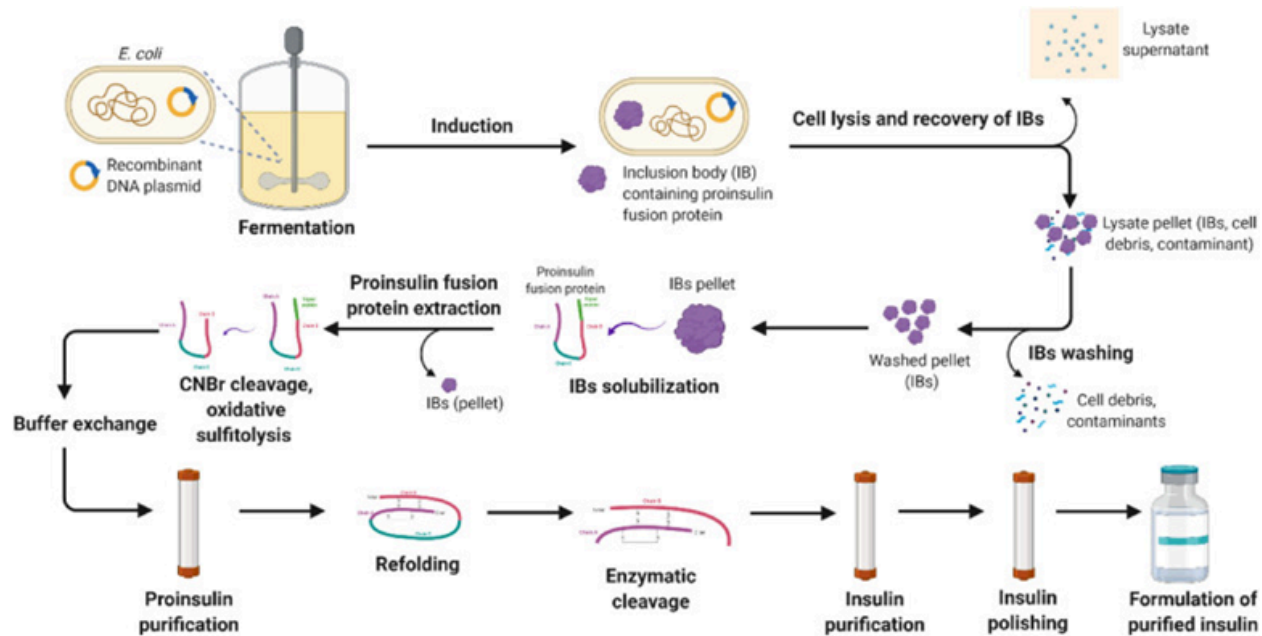 E. coli
Recombinant
DNA plasmid
Fermentation
Induction
Inclusion body (IB)
containing proinsulin
fusion protein
Cell lysis and recovery of IBs
Lysate
supernatant
Lysate pellet (IBs, cell
debris, contaminant)
IBs washing
Cell debris,
contaminants
Washed pellet
(IBs)
IBs pellet
Proinsulin
fusion protein
IBs solubilization
Proinsulin fusion
protein extraction
IBs (pellet)
CNBr cleavage,
oxidative
sulfitolysis
Buffer exchange
Proinsulin
purification
Refolding
Enzymatic
cleavage
Insulin
purification
Insulin
polishing
Formulation of
purified insulin